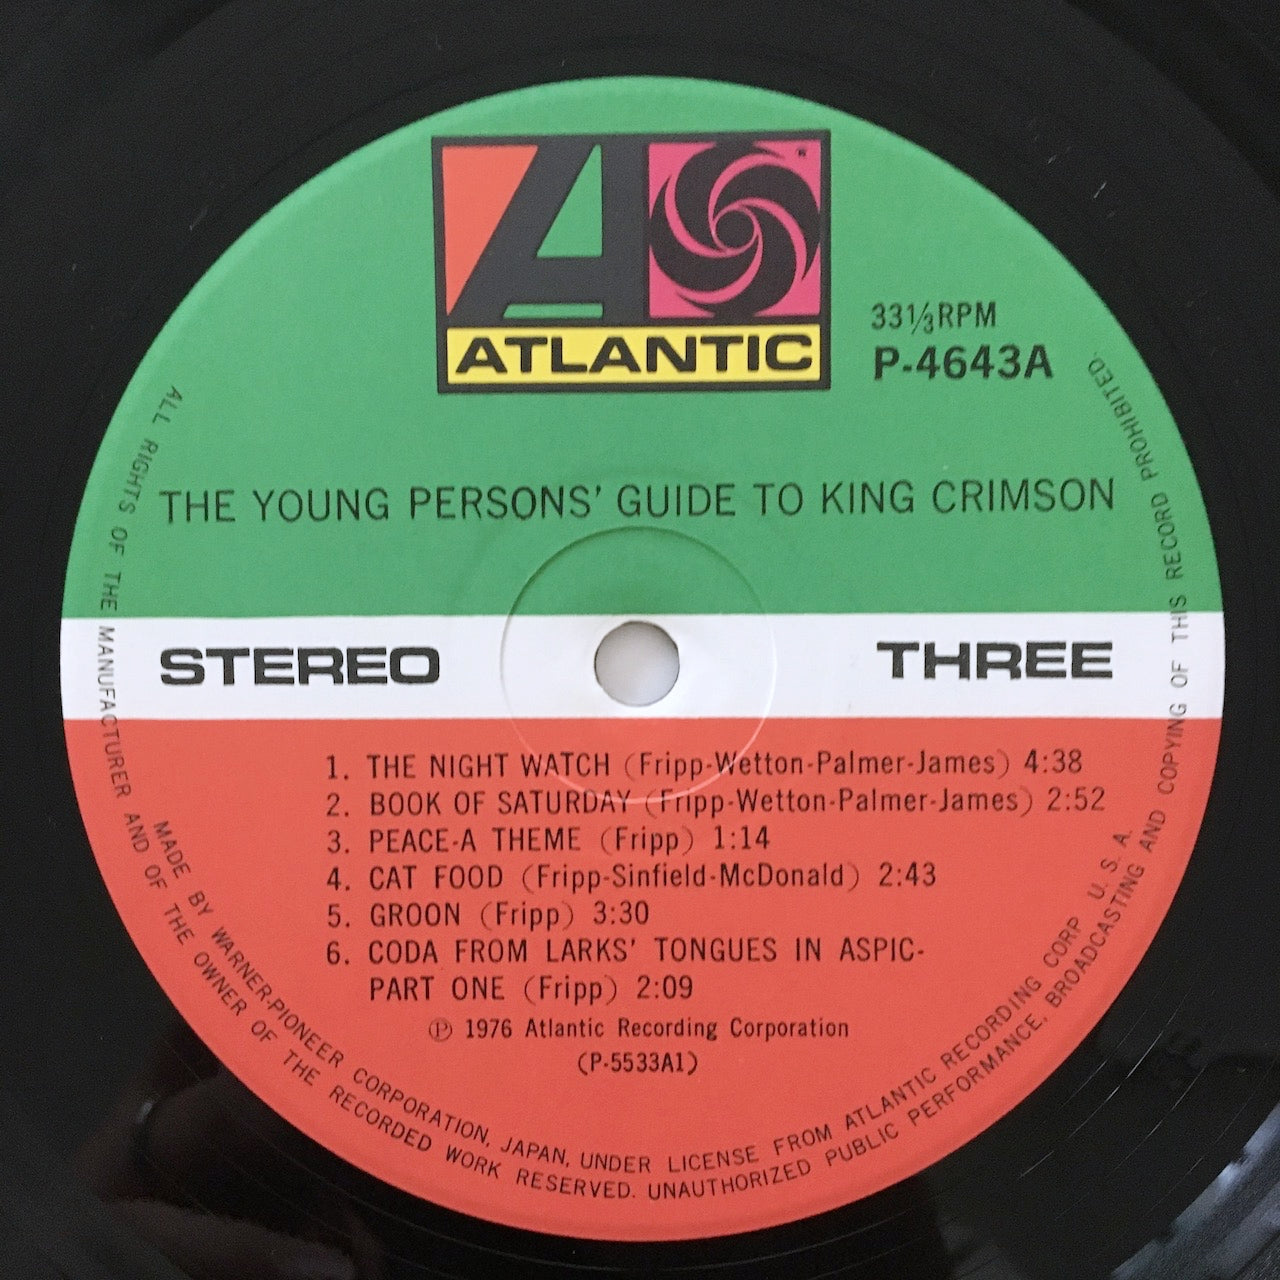 ATLANTIC
33⅓RPM
P-4643A
THE YOUNG PERSONS' GUIDE TO KING CRIMSON
STEREO
THREE
1. THE NIGHT WATCH (Fripp-Wetton-Palmer-James) 4:38
2. BOOK OF SATURDAY (Fripp-Wetton-Palmer-James) 2:52
3. PEACE-A THEME (Fripp) 1:14
4. CAT FOOD (Fripp-Sinfield-McDonald) 2:43
5. GROON (Fripp) 3:30
6. CODA FROM LARKS' TONGUES IN ASPIC-
PART ONE (Fripp) 2:09
Ⓟ 1976 Atlantic Recording Corporation
(P-5533A1)
MADE BY WARNER-PIONEER CORPORATION, JAPAN, UNDER LICENSE FROM ATLANTIC RECORDING CORP U. S. A.
ALL RIGHTS OF THE MANUFACTURER AND OF THE OWNER OF THE RECORDED WORK RESERVED. UNAUTHORIZED PUBLIC PERFORMANCE, BROADCASTING AND COPYING OF THIS RECORD PROHIBITED.